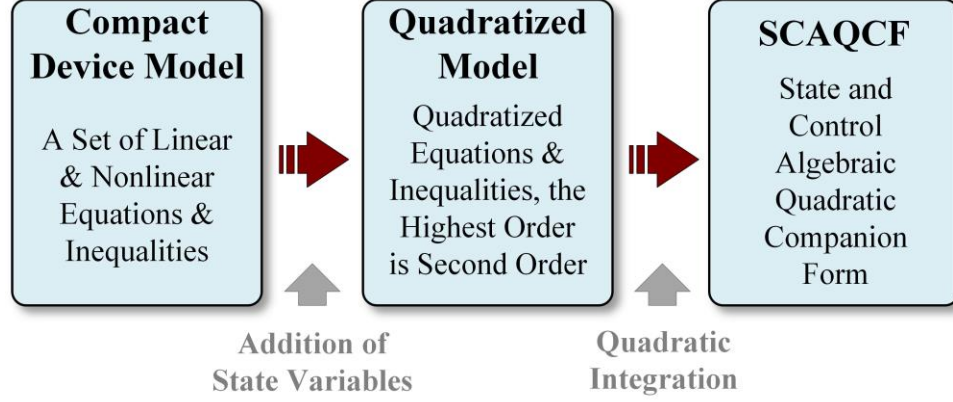 Compact
Device Model
A Set of Linear
& Nonlinear
Equations &
Inequalities
Quadratized
Model
Quadratized
Equations &
Inequalities, the
Highest Order
is Second Order
SCAQCF
State and
Control
Algebraic
Quadratic
Companion
Form
Addition of
State Variables
Quadratic
Integration